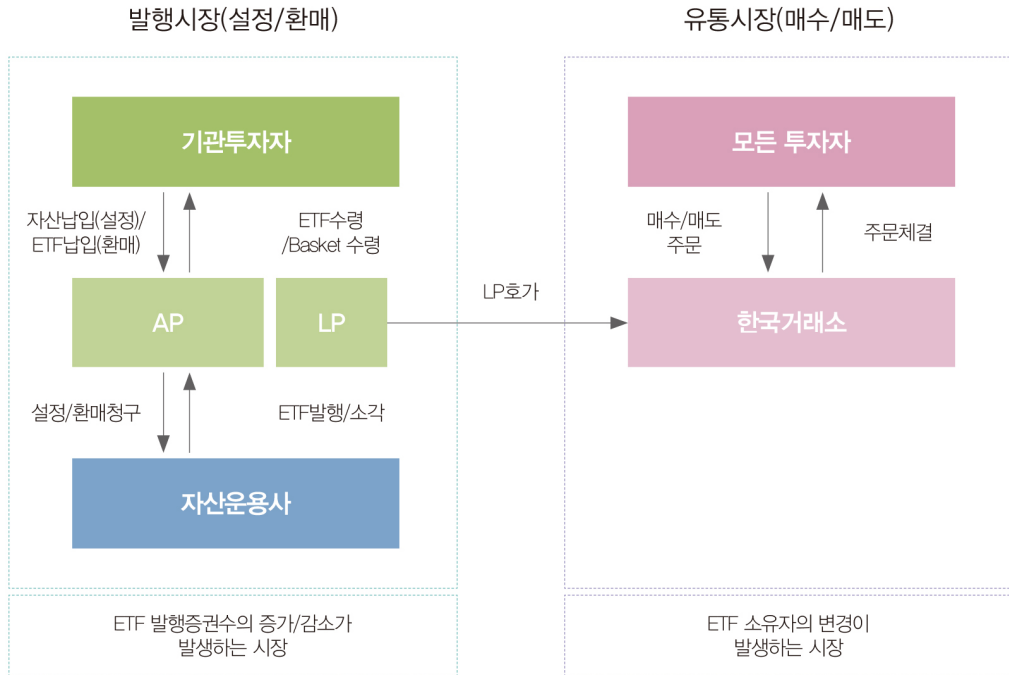 발행시장(설정/환매)
유통시장(매수/매도)
기관투자자
모든 투자자
자산납입(설정)/
ETF납입(환매)
ETF수령
/Basket 수령
매수/매도
주문
주문체결
AP
LP
LP호가
한국거래소
설정/환매청구
ETF발행/소각
자산운용사
ETF 발행증권수의 증가/감소가
발생하는 시장
ETF 소유자의 변경이
발생하는 시장